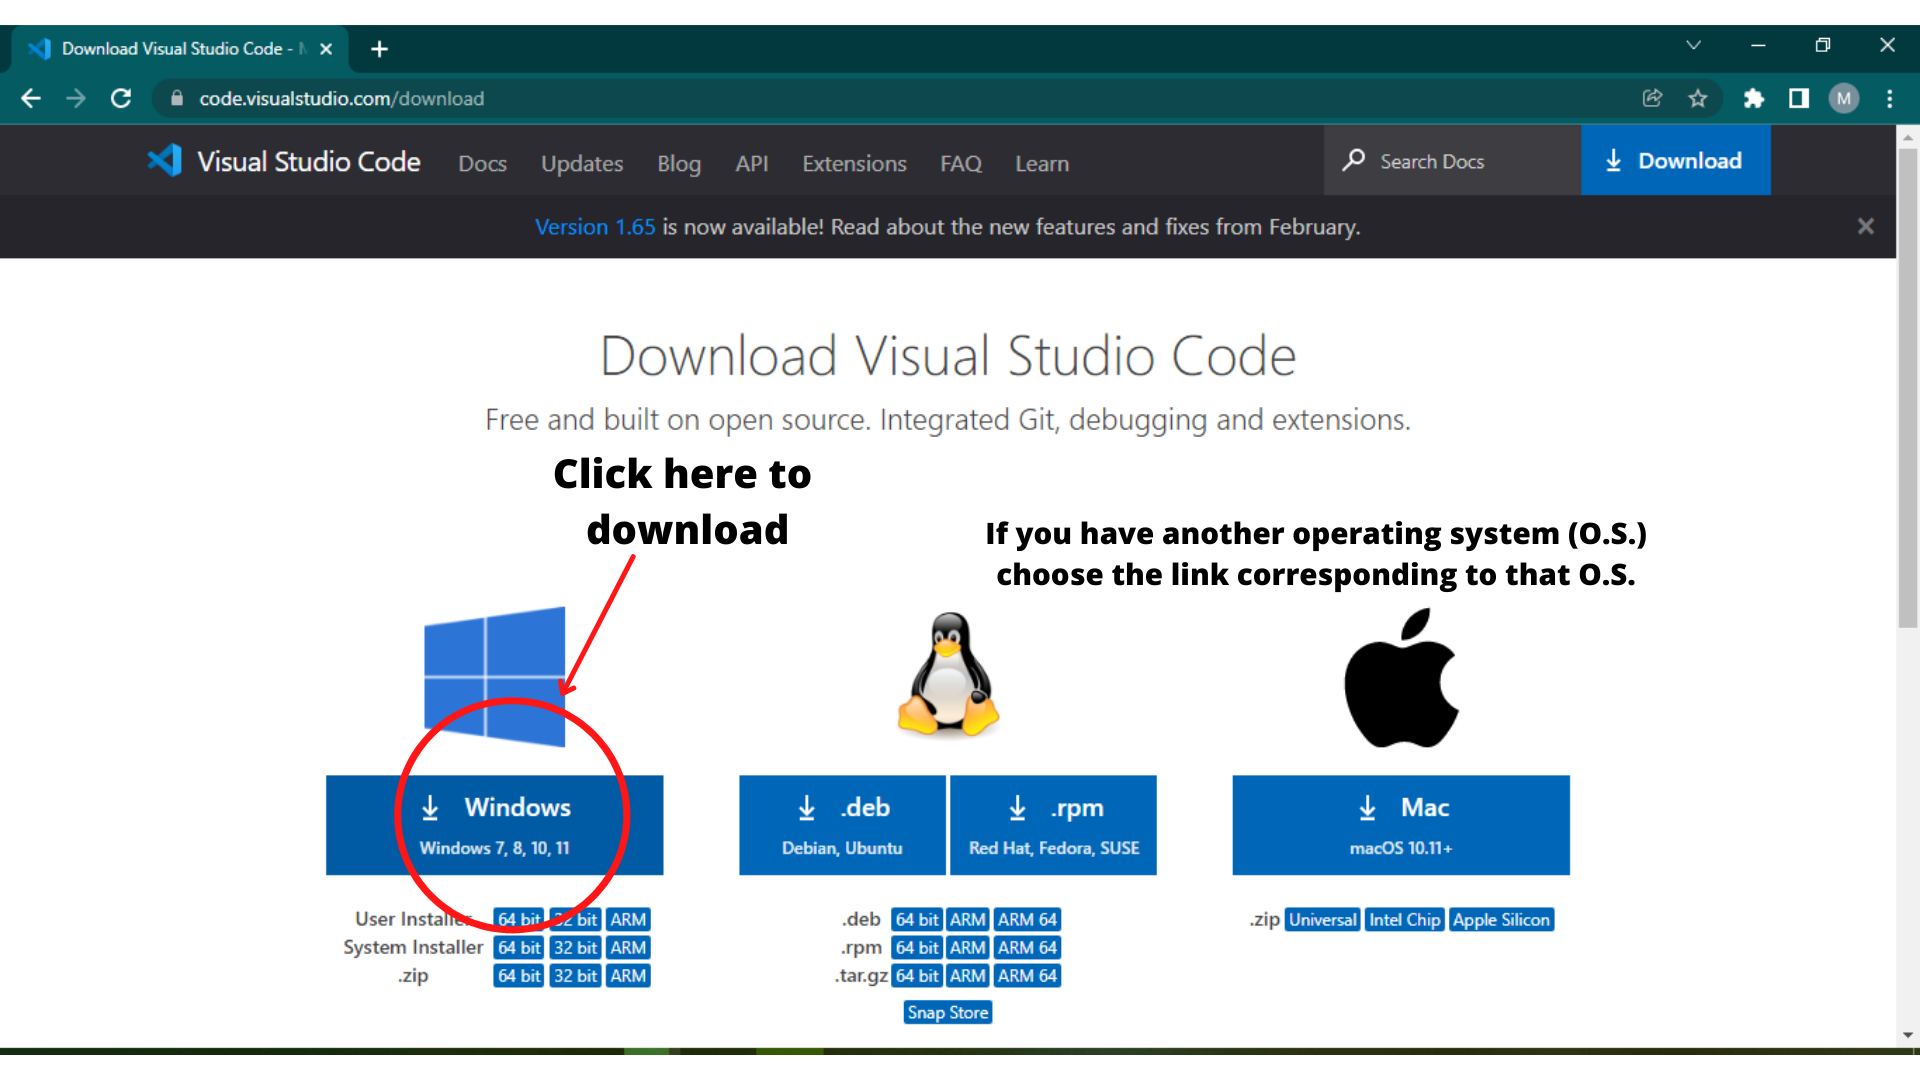 Download Visual Studio Code -
code.visualstudio.com/download
M
Visual Studio Code Docs Updates Blog API Extensions FAQ Learn Search Docs Download
Version 1.65 is now available! Read about the new features and fixes from February.
Download Visual Studio Code
Free and built on open source. Integrated Git, debugging and extensions.
Click here to
download
If you have another operating system (O.S.)
choose the link corresponding to that O.S.
Windows
Windows 7, 8, 10, 11
.deb
Debian, Ubuntu
.rpm
Red Hat, Fedora, SUSE
Mac
macOS 10.11+
User Installer 64 bit 32 bit ARM
System Installer 64 bit 32 bit ARM
.zip 64 bit 32 bit ARM
.deb 64 bit ARM ARM 64
.rpm 64 bit ARM ARM 64
.tar.gz 64 bit ARM ARM 64
Snap Store
.zip Universal Intel Chip Apple Silicon